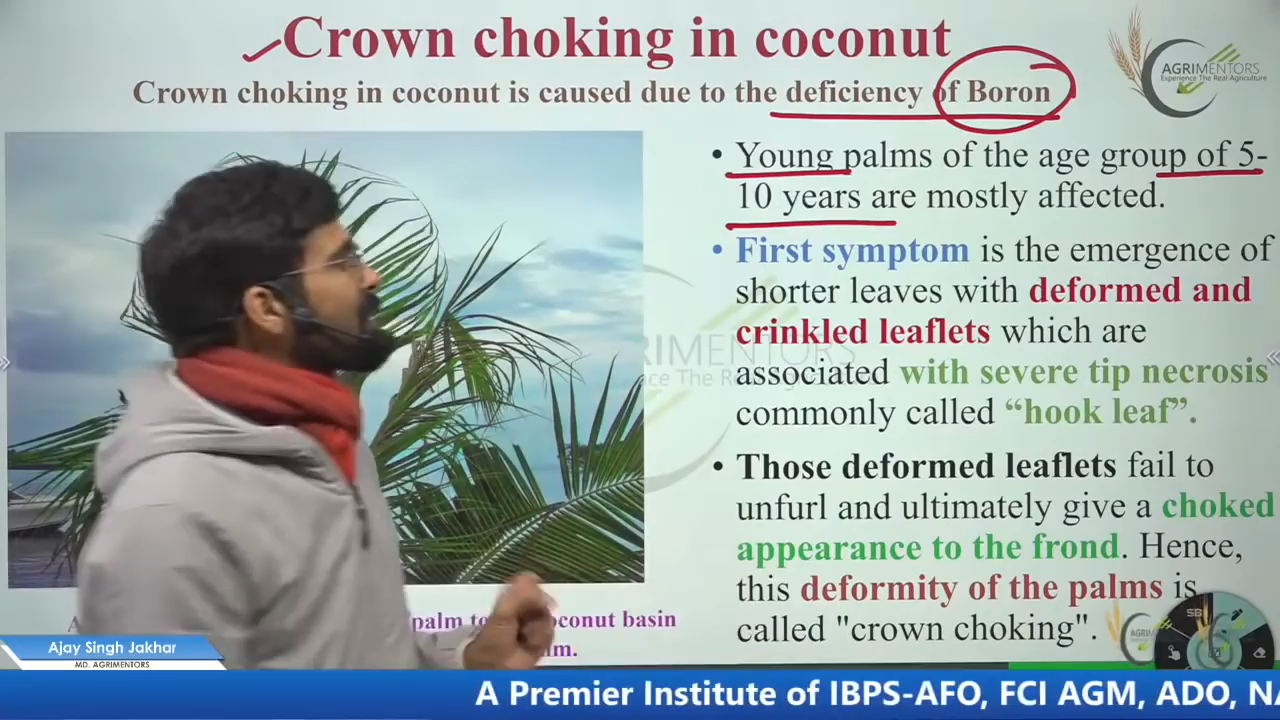 Crown choking in coconut
Crown choking in coconut is caused due to the deficiency of Boron
AGRIMENTORS
Experience The Real Agriculture
• Young palms of the age group of 5-
10 years are mostly affected.
• First symptom is the emergence of
shorter leaves with deformed and
crinkled leaflets which are
associated with severe tip necrosis
commonly called “hook leaf”.
• Those deformed leaflets fail to
unfurl and ultimately give a choked
appearance to the frond. Hence,
this deformity of the palms is
called "crown choking".
palm to coconut basin
Ajay Singh Jakhar
MD. AGRIMENTORS
A Premier Institute of IBPS-AFO, FCI AGM, ADO, NA